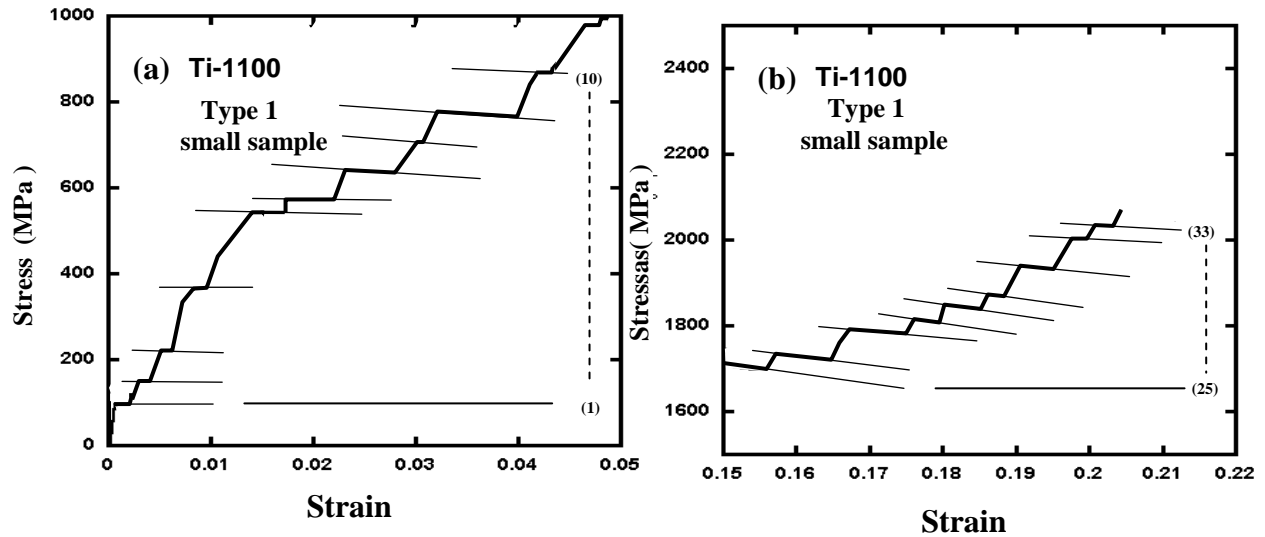 1000
800
600
400
200
0
Stress (MPa )
(a) Ti-1100
Type 1
small sample
(10)
(1)
0 0.01 0.02 0.03 0.04 0.05
Strain
2400
2200
2000
1800
1600
Stressas( MPa )
(b) Ti-1100
Type 1
small sample
(33)
(25)
0.15 0.16 0.17 0.18 0.19 0.2 0.21 0.22
Strain